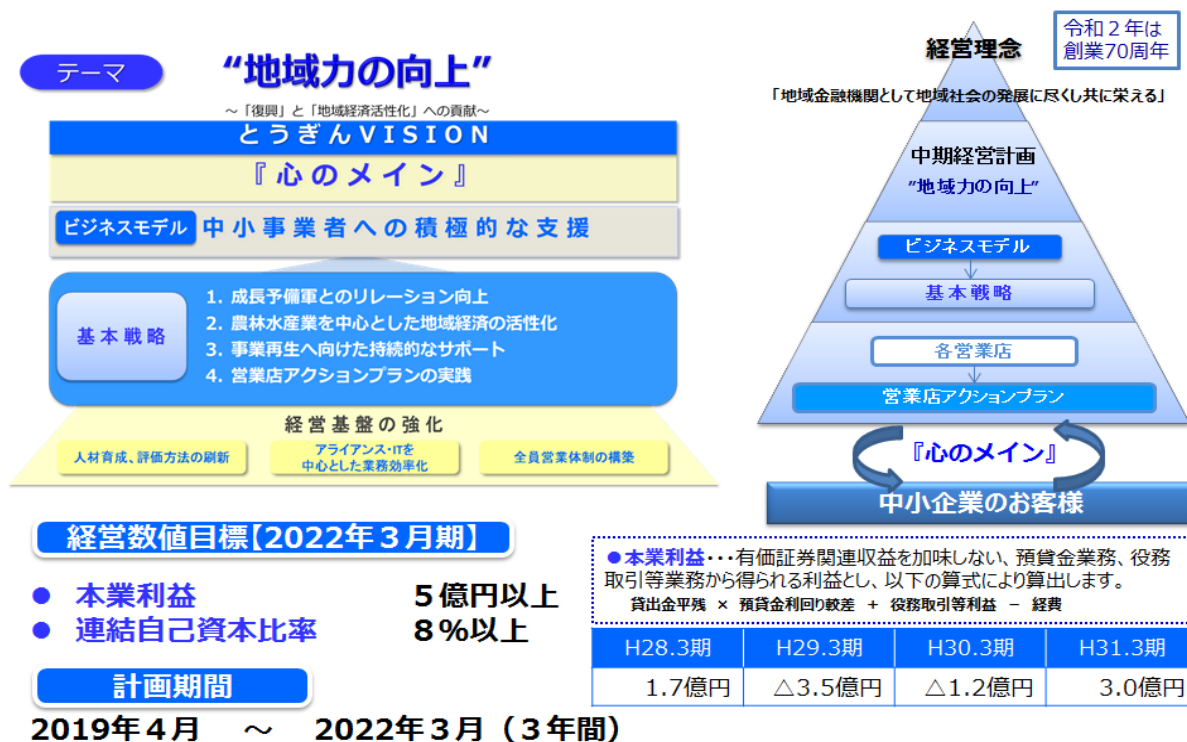 テーマ
“地域力の向上”
～「復興」と「地域経済活性化」への貢献～
とうぎんVISION
『心のメイン』
ビジネスモデル
中小事業者への積極的な支援
基本戦略
1. 成長予備軍とのリレーション向上
2. 農林水産業を中心とした地域経済の活性化
3. 事業再生へ向けた持続的なサポート
4. 営業店アクションプランの実践
経営基盤の強化
人材育成、評価方法の刷新
アライアンス・ITを
中心とした業務効率化
全員営業体制の構築
経営数値目標【2022年３月期】
● 本業利益 ５億円以上
● 連結自己資本比率 ８％以上
計画期間
2019年４月 ～ 2022年３月（３年間）
令和２年は
創業70周年
経営理念
「地域金融機関として地域社会の発展に尽くし共に栄える」
中期経営計画
“地域力の向上”
ビジネスモデル
基本戦略
各営業店
営業店アクションプラン
『心のメイン』
中小企業のお客様
●本業利益･･･有価証券関連収益を加味しない、預貸金業務、役務
取引等業務から得られる利益とし、以下の算式により算出します。
貸出金平残 × 預貸金利回り較差 ＋ 役務取引等利益 － 経費
H28.3期 H29.3期 H30.3期 H31.3期
1.7億円 △3.5億円 △1.2億円 3.0億円